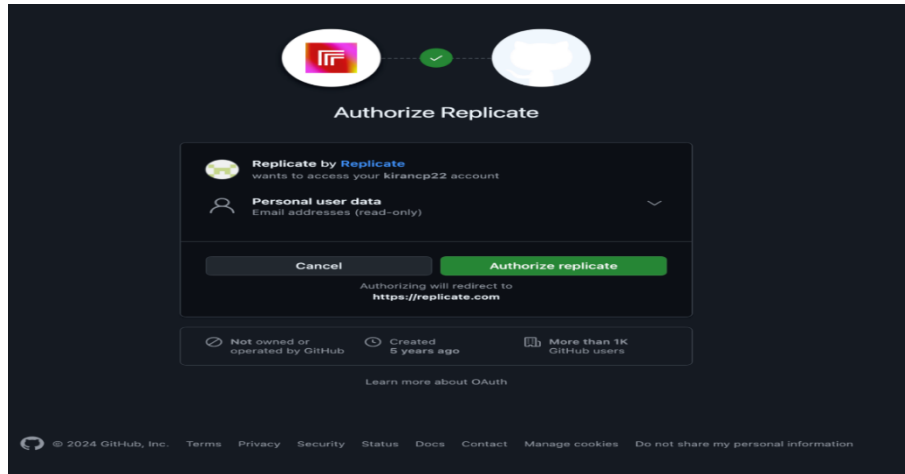 Authorize Replicate
Replicate by Replicate
wants to access your kirancp22 account
Personal user data
Email addresses (read-only)
Cancel
Authorize replicate
Authorizing will redirect to
https://replicate.com
Not owned or
operated by GitHub
Created
5 years ago
More than 1K
GitHub users
Learn more about OAuth
© 2024 GitHub, Inc. Terms Privacy Security Status Docs Contact Manage cookies Do not share my personal information